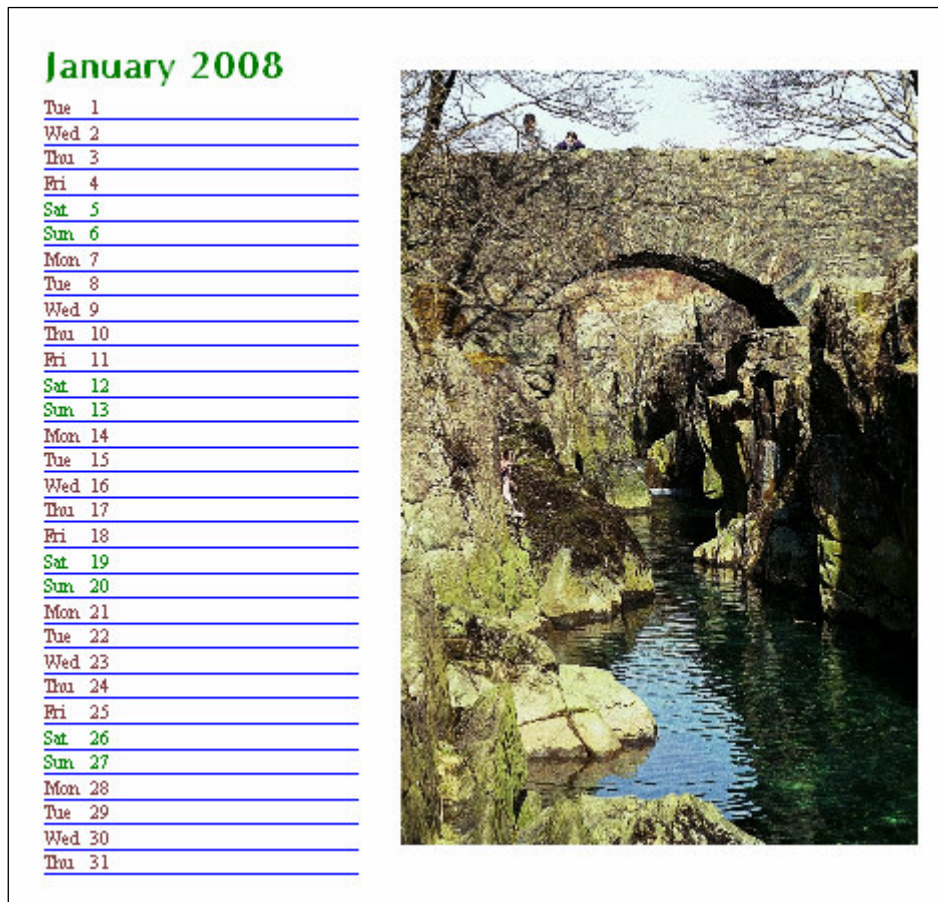 January 2008
Tue 1
Wed 2
Thu 3
Fri 4
Sat 5
Sun 6
Mon 7
Tue 8
Wed 9
Thu 10
Fri 11
Sat 12
Sun 13
Mon 14
Tue 15
Wed 16
Thu 17
Fri 18
Sat 19
Sun 20
Mon 21
Tue 22
Wed 23
Thu 24
Fri 25
Sat 26
Sun 27
Mon 28
Tue 29
Wed 30
Thu 31